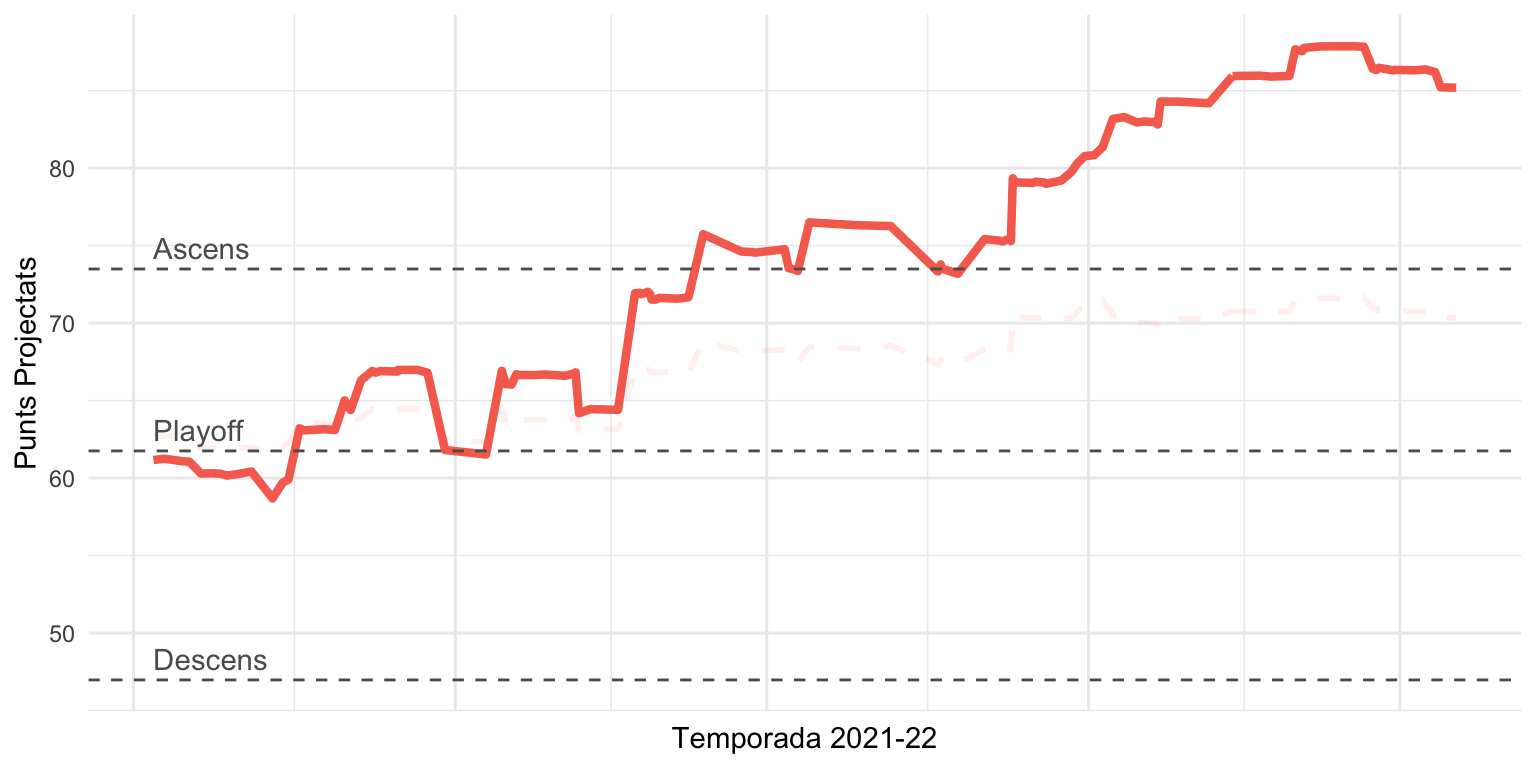 80
Ascens
70
Punts Projectats
Playoff
60
50
Descens
Temporada 2021-22